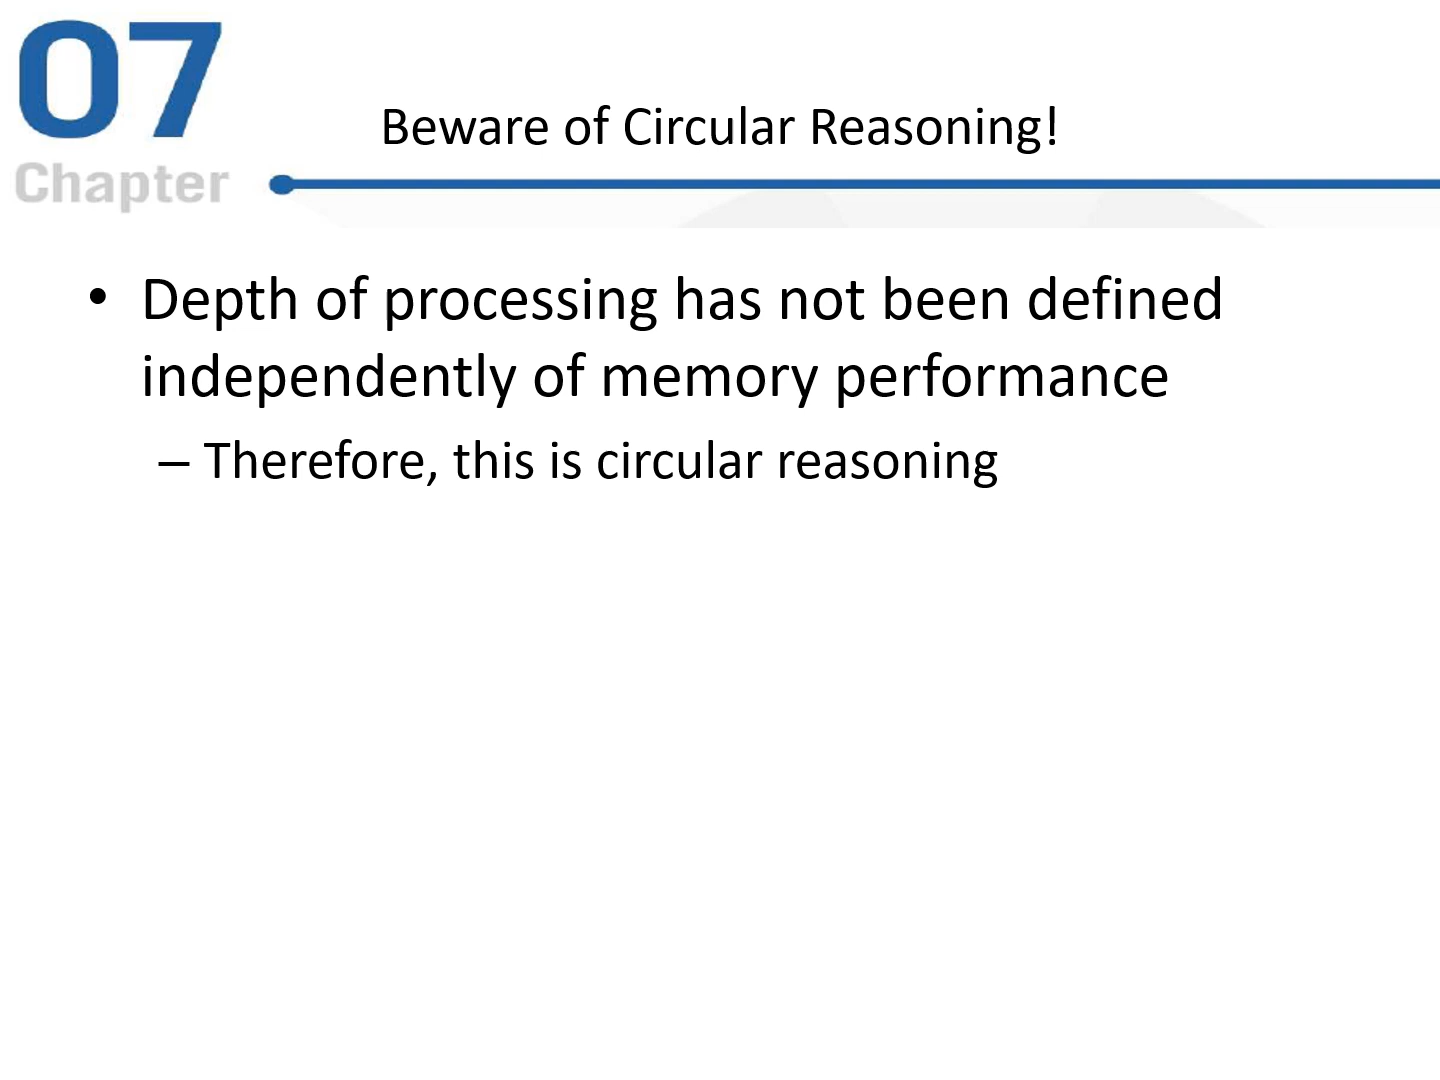 07
Chapter
Beware of Circular Reasoning!
• Depth of processing has not been defined
independently of memory performance
– Therefore, this is circular reasoning